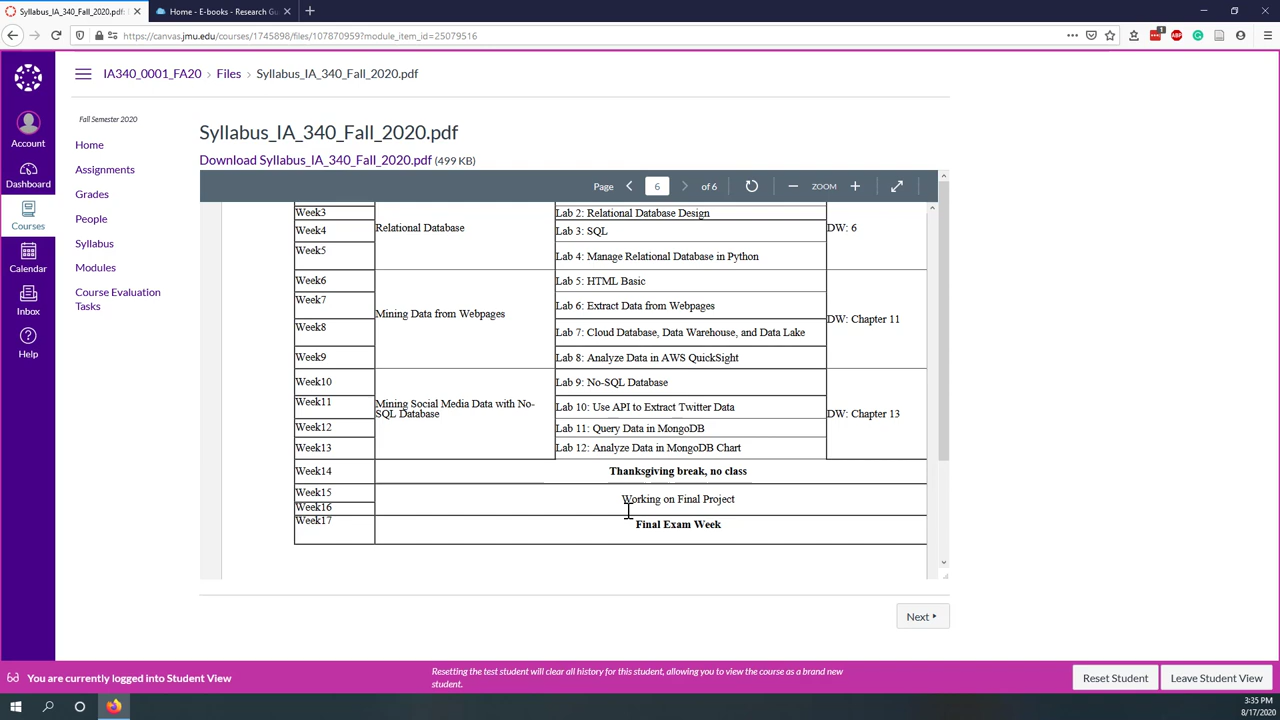 Syllabus_IA_340_Fall_2020.pdf:
Home - E-books - Research Gu
https://canvas.jmu.edu/courses/1745898/files/107870959?module_item_id=25079516
IA340_0001_FA20 › Files › Syllabus_IA_340_Fall_2020.pdf
Account
Dashboard
Courses
Calendar
Inbox
Help
Fall Semester 2020
Home
Assignments
Grades
People
Syllabus
Modules
Course Evaluation
Tasks
Syllabus_IA_340_Fall_2020.pdf
Download Syllabus_IA_340_Fall_2020.pdf (499 KB)
Page 6 of 6 ZOOM
Week3 Lab 2: Relational Database Design
Week4 Relational Database Lab 3: SQL DW: 6
Week5 Lab 4: Manage Relational Database in Python
Week6 Lab 5: HTML Basic
Week7 Mining Data from Webpages Lab 6: Extract Data from Webpages DW: Chapter 11
Week8 Lab 7: Cloud Database, Data Warehouse, and Data Lake
Week9 Lab 8: Analyze Data in AWS QuickSight
Week10 Lab 9: No-SQL Database
Week11 Mining Social Media Data with No- Lab 10: Use API to Extract Twitter Data
SQL Database DW: Chapter 13
Week12 Lab 11: Query Data in MongoDB
Week13 Lab 12: Analyze Data in MongoDB Chart
Week14 Thanksgiving break, no class
Week15 Working on Final Project
Week16
Week17 Final Exam Week
Next
You are currently logged into Student View
Resetting the test student will clear all history for this student, allowing you to view the course as a brand new
student.
Reset Student
Leave Student View
3:35 PM
8/17/2020